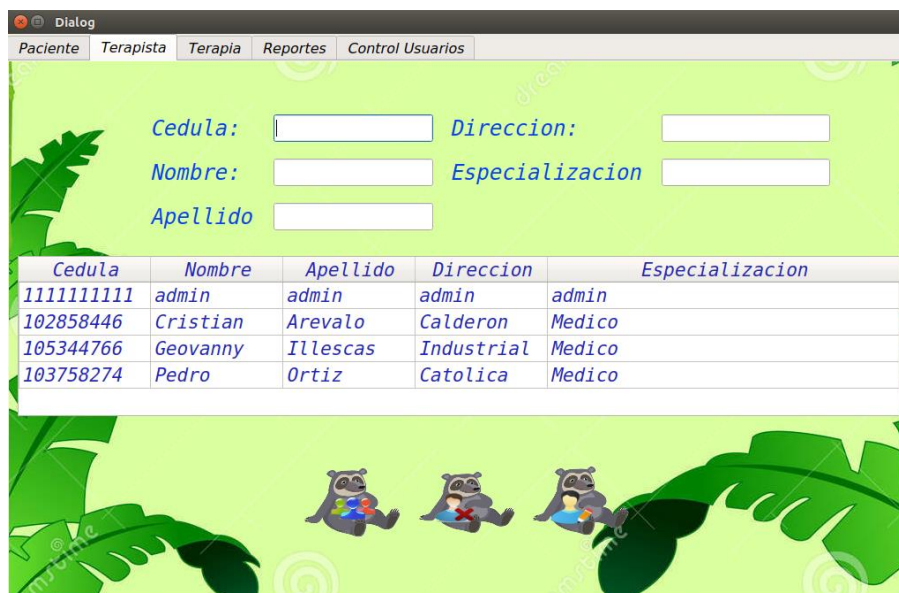 Dialog
Paciente Terapista Terapia Reportes Control Usuarios
Cedula: Direccion:
Nombre: Especializacion
Apellido
Cedula Nombre Apellido Direccion Especializacion
1111111111 admin admin admin admin
102858446 Cristian Arevalo Calderon Medico
105344766 Geovanny Illescas Industrial Medico
103758274 Pedro Ortiz Catolica Medico